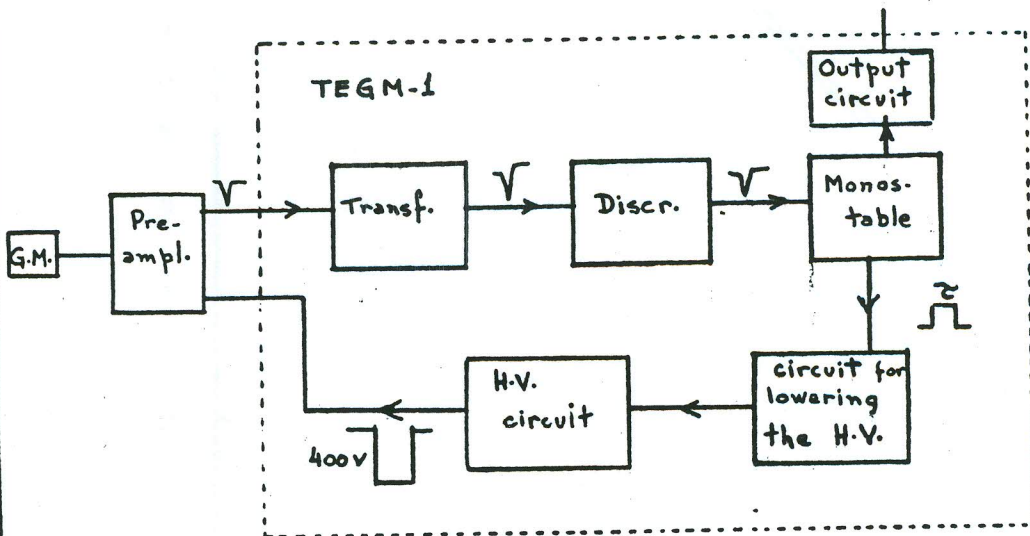 TEGM-1
Output
circuit
G.M.
Pre-
ampl.
Transf.
Discr.
Monos-
table
τ
400V
H.V.
circuit
circuit for
lowering
the H.V.